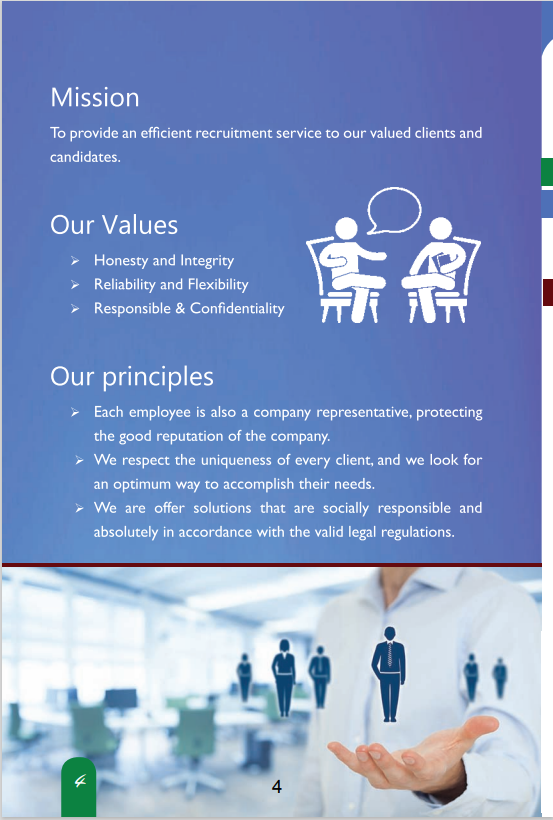 Mission
To provide an efficient recruitment service to our valued clients and
candidates.
Our Values
➢ Honesty and Integrity
➢ Reliability and Flexibility
➢ Responsible & Confidentiality
Our principles
➢ Each employee is also a company representative, protecting
the good reputation of the company.
➢ We respect the uniqueness of every client, and we look for
an optimum way to accomplish their needs.
➢ We are offer solutions that are socially responsible and
absolutely in accordance with the valid legal regulations.
4
4